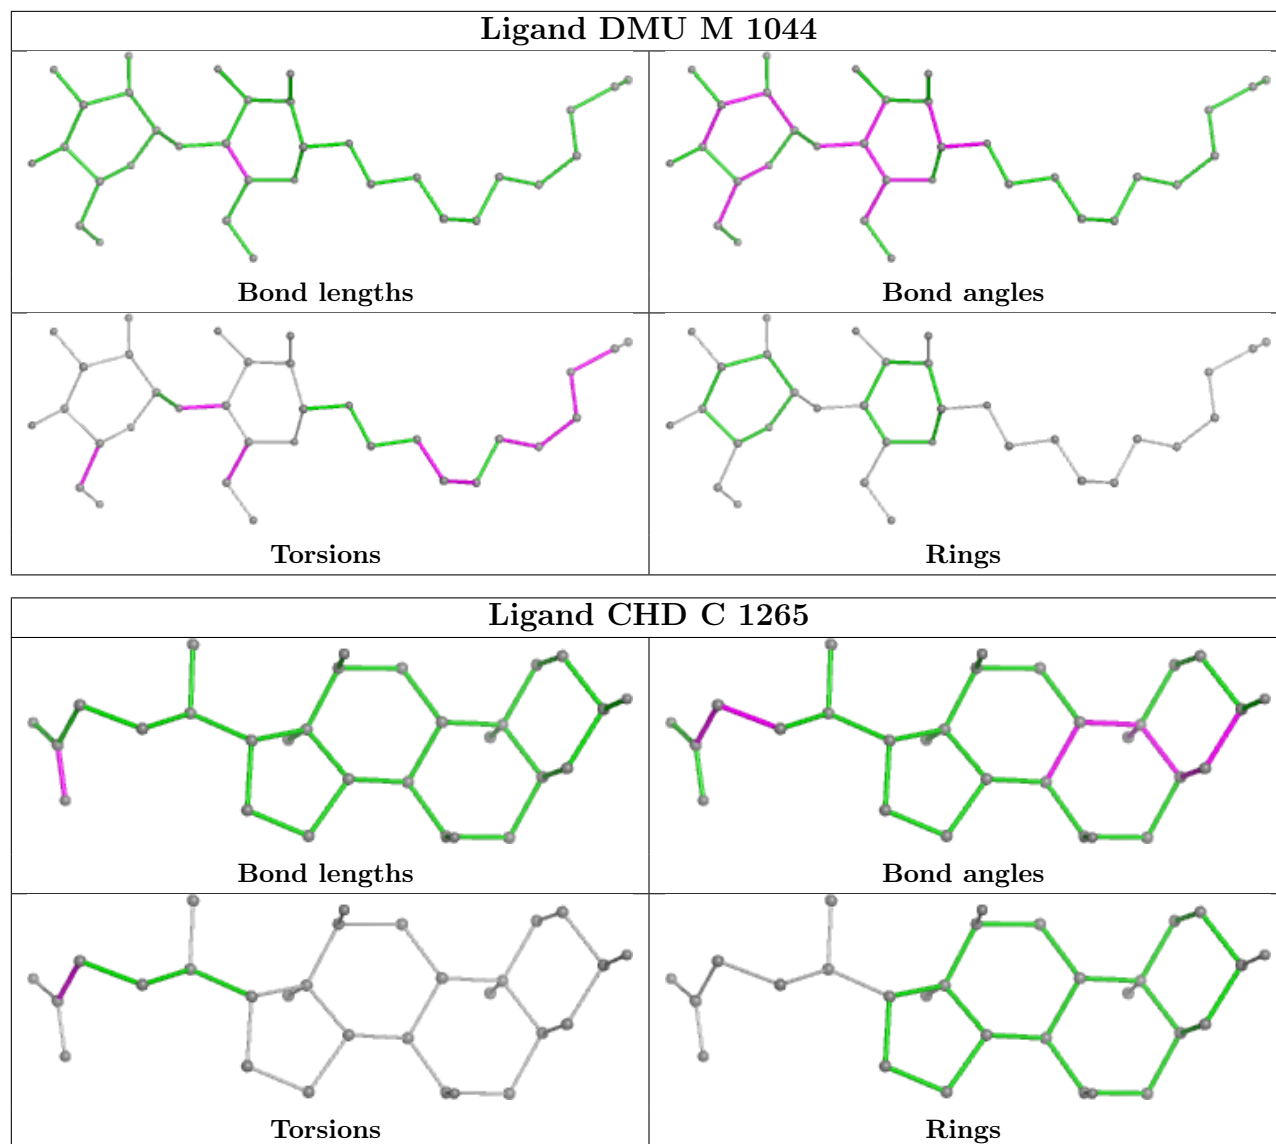 Ligand DMU M 1044
Bond lengths
Bond angles
Torsions
Rings
Ligand CHD C 1265
Bond lengths
Bond angles
Torsions
Rings